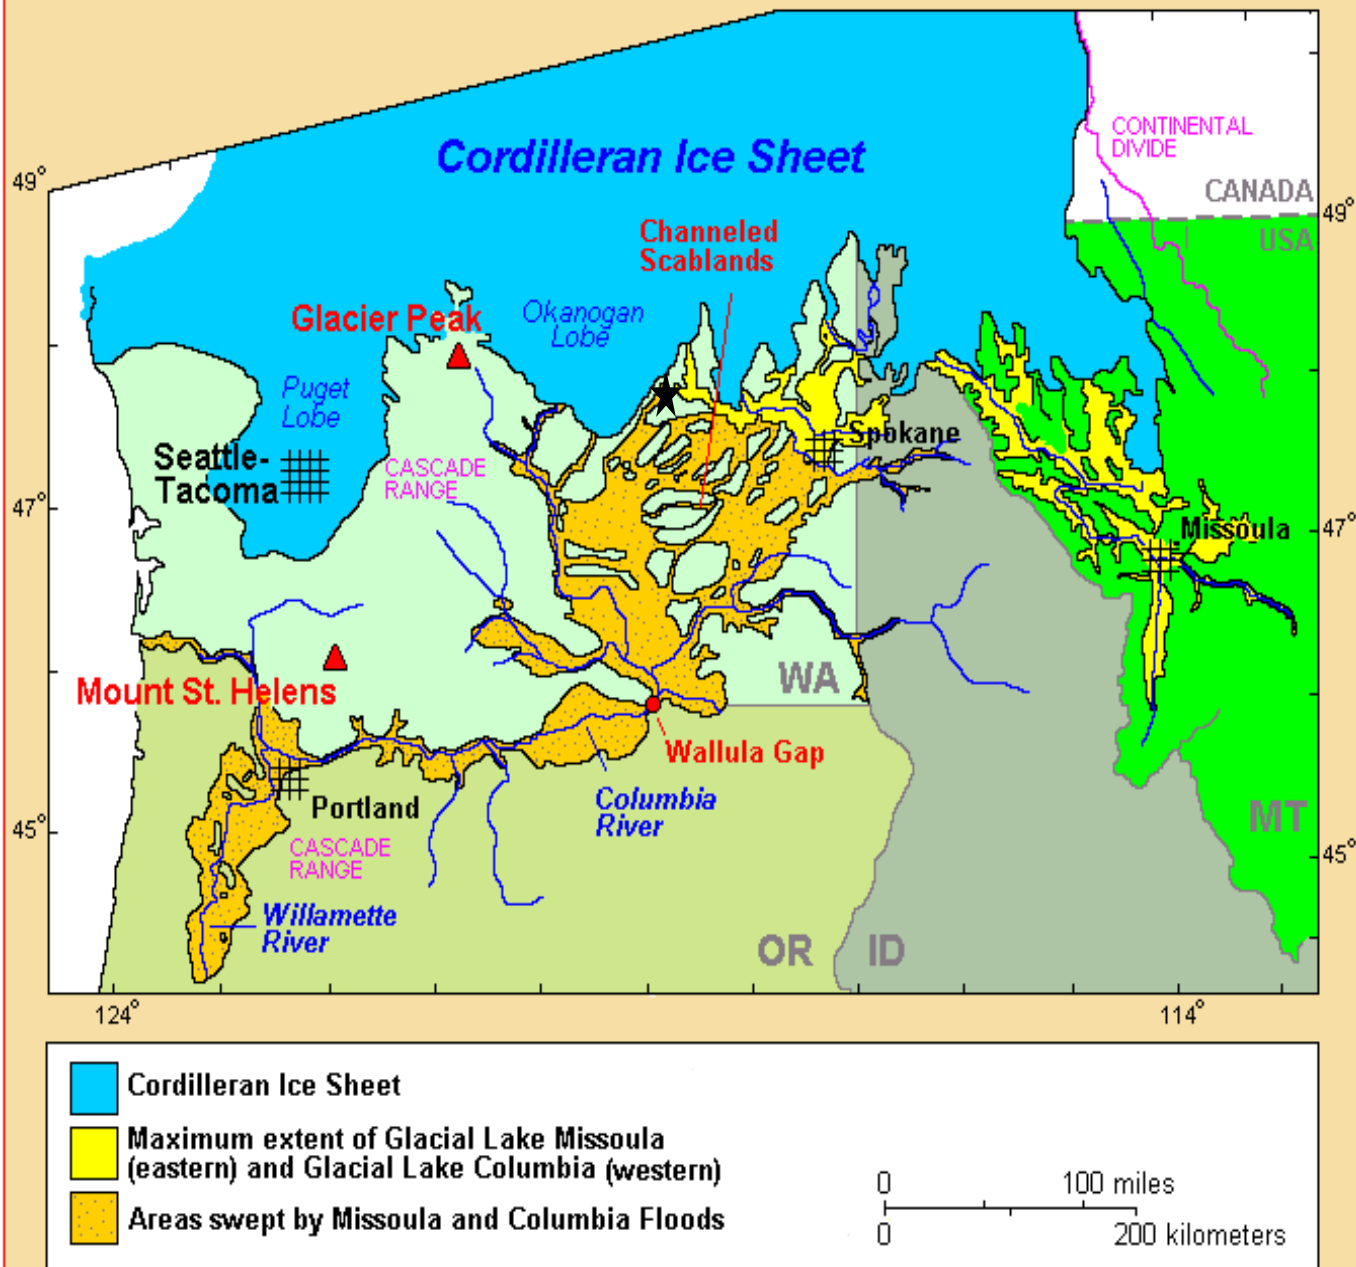 Cordilleran Ice Sheet
CONTINENTAL
DIVIDE
49°
CANADA
49°
USA
Channeled
Scablands
Glacier Peak
Okanogan
Lobe
Puget
Lobe
Spokane
Seattle-
Tacoma
CASCADE
RANGE
47°
47°
Missoula
WA
Mount St. Helens
Wallula Gap
Columbia
River
Portland
MT
45°
CASCADE
RANGE
45°
Willamette
River
OR
ID
124°
114°
Cordilleran Ice Sheet
Maximum extent of Glacial Lake Missoula
(eastern) and Glacial Lake Columbia (western)
Areas swept by Missoula and Columbia Floods
0
100 miles
0
200 kilometers